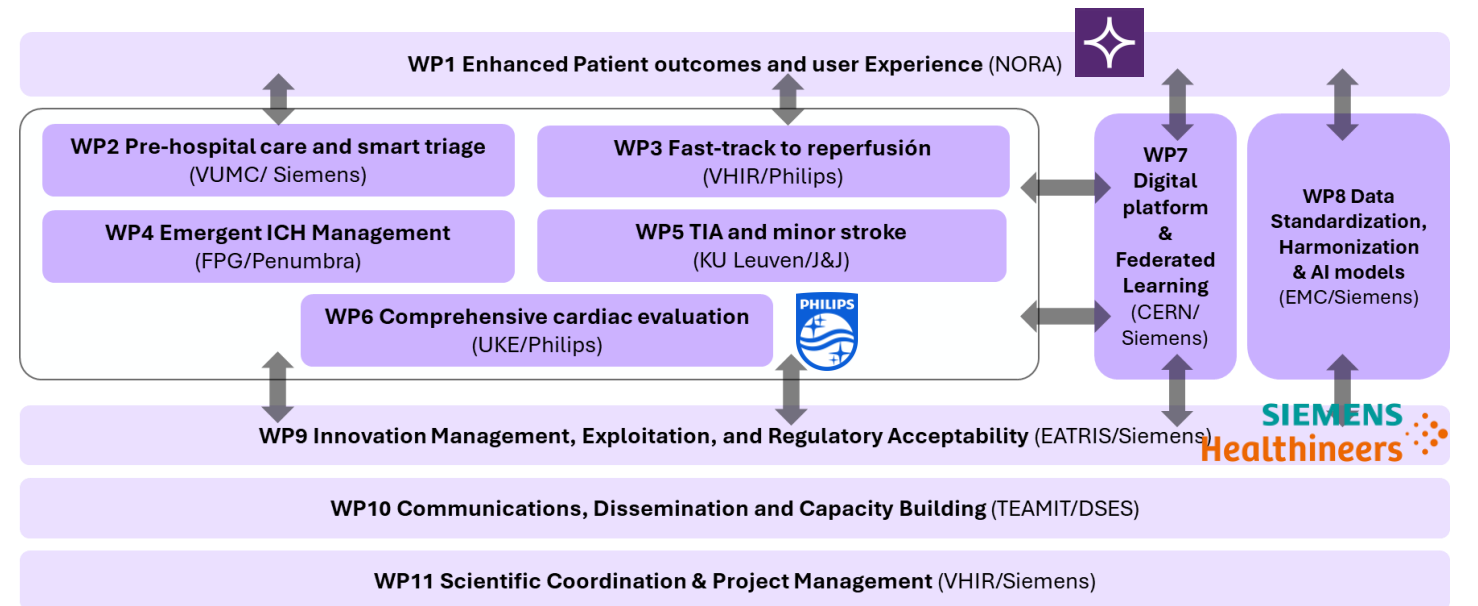 WP1 Enhanced Patient outcomes and user Experience (NORA)
WP2 Pre-hospital care and smart triage
(VUMC/ Siemens)
WP3 Fast-track to reperfusión
(VHIR/Philips)
WP4 Emergent ICH Management
(FPG/Penumbra)
WP5 TIA and minor stroke
(KU Leuven/J&J)
WP6 Comprehensive cardiac evaluation
(UKE/Philips)
PHILIPS
WP7
Digital
platform
&
Federated
Learning
(CERN/
Siemens)
WP8 Data
Standardization,
Harmonization
& AI models
(EMC/Siemens)
WP9 Innovation Management, Exploitation, and Regulatory Acceptability (EATRIS/Siemens)
SIEMENS
Healthineers
WP10 Communications, Dissemination and Capacity Building (TEAMIT/DSES)
WP11 Scientific Coordination & Project Management (VHIR/Siemens)